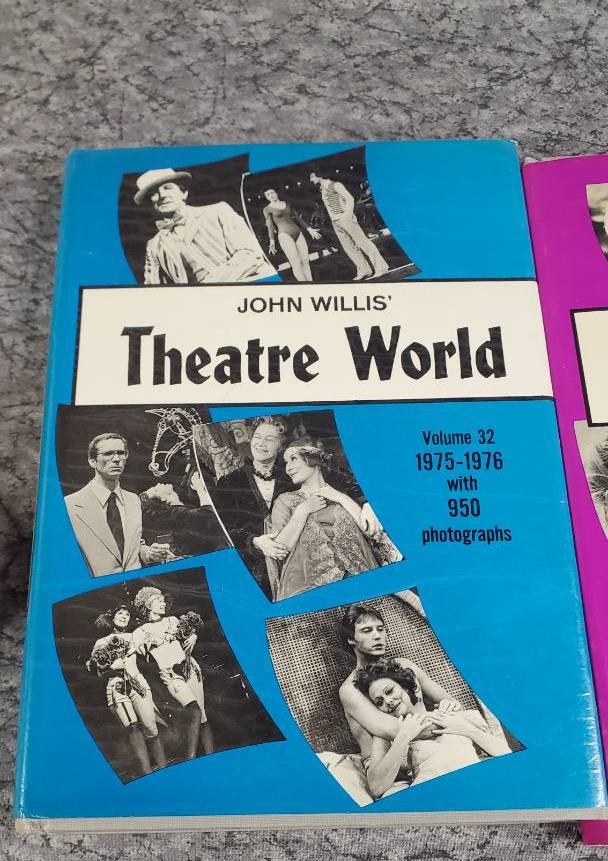 JOHN WILLIS'
Theatre World
Volume 32
1975-1976
with
950
photographs